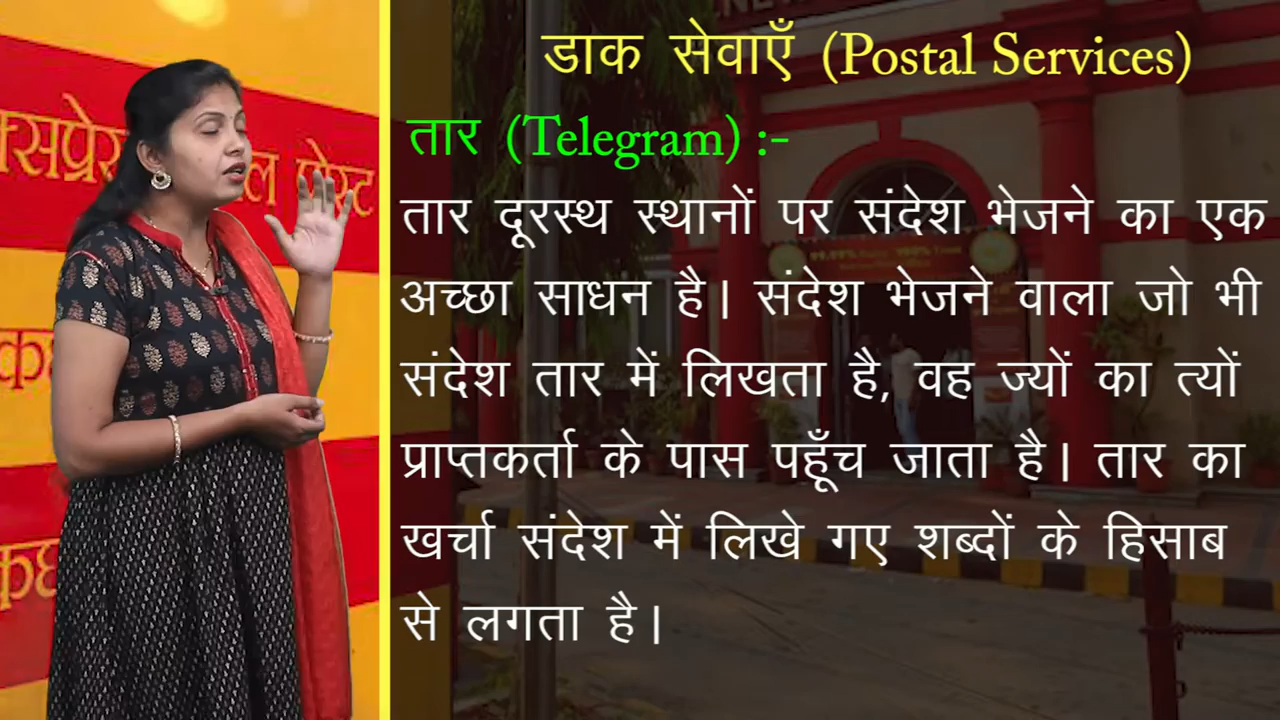 डाक सेवाएँ (Postal Services)
तार (Telegram) :-
तार दूरस्थ स्थानों पर संदेश भेजने का एक
अच्छा साधन है। संदेश भेजने वाला जो भी
संदेश तार में लिखता है, वह ज्यों का त्यों
प्राप्तकर्ता के पास पहूँच जाता है। तार का
खर्चा संदेश में लिखे गए शब्दों के हिसाब
से लगता है।
पोस्ट